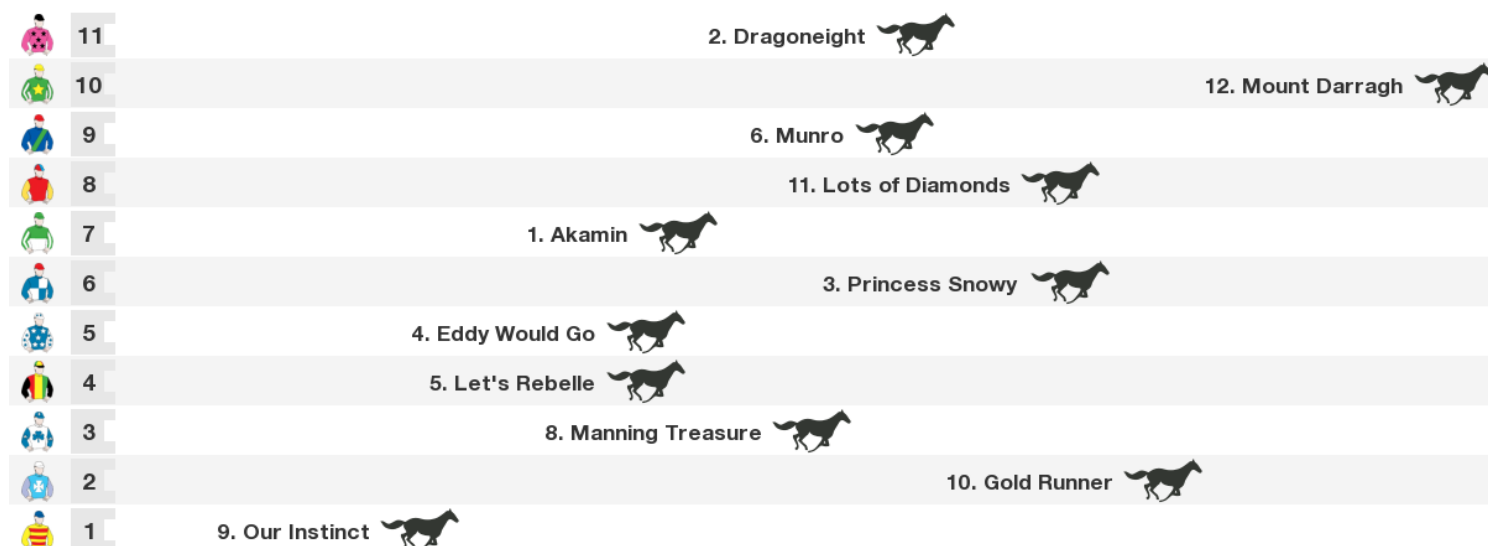 11 2. Dragoneight
10 12. Mount Darragh
9 6. Munro
8 11. Lots of Diamonds
7 1. Akamin
6 3. Princess Snowy
5 4. Eddy Would Go
4 5. Let's Rebelle
3 8. Manning Treasure
2 10. Gold Runner
1 9. Our Instinct